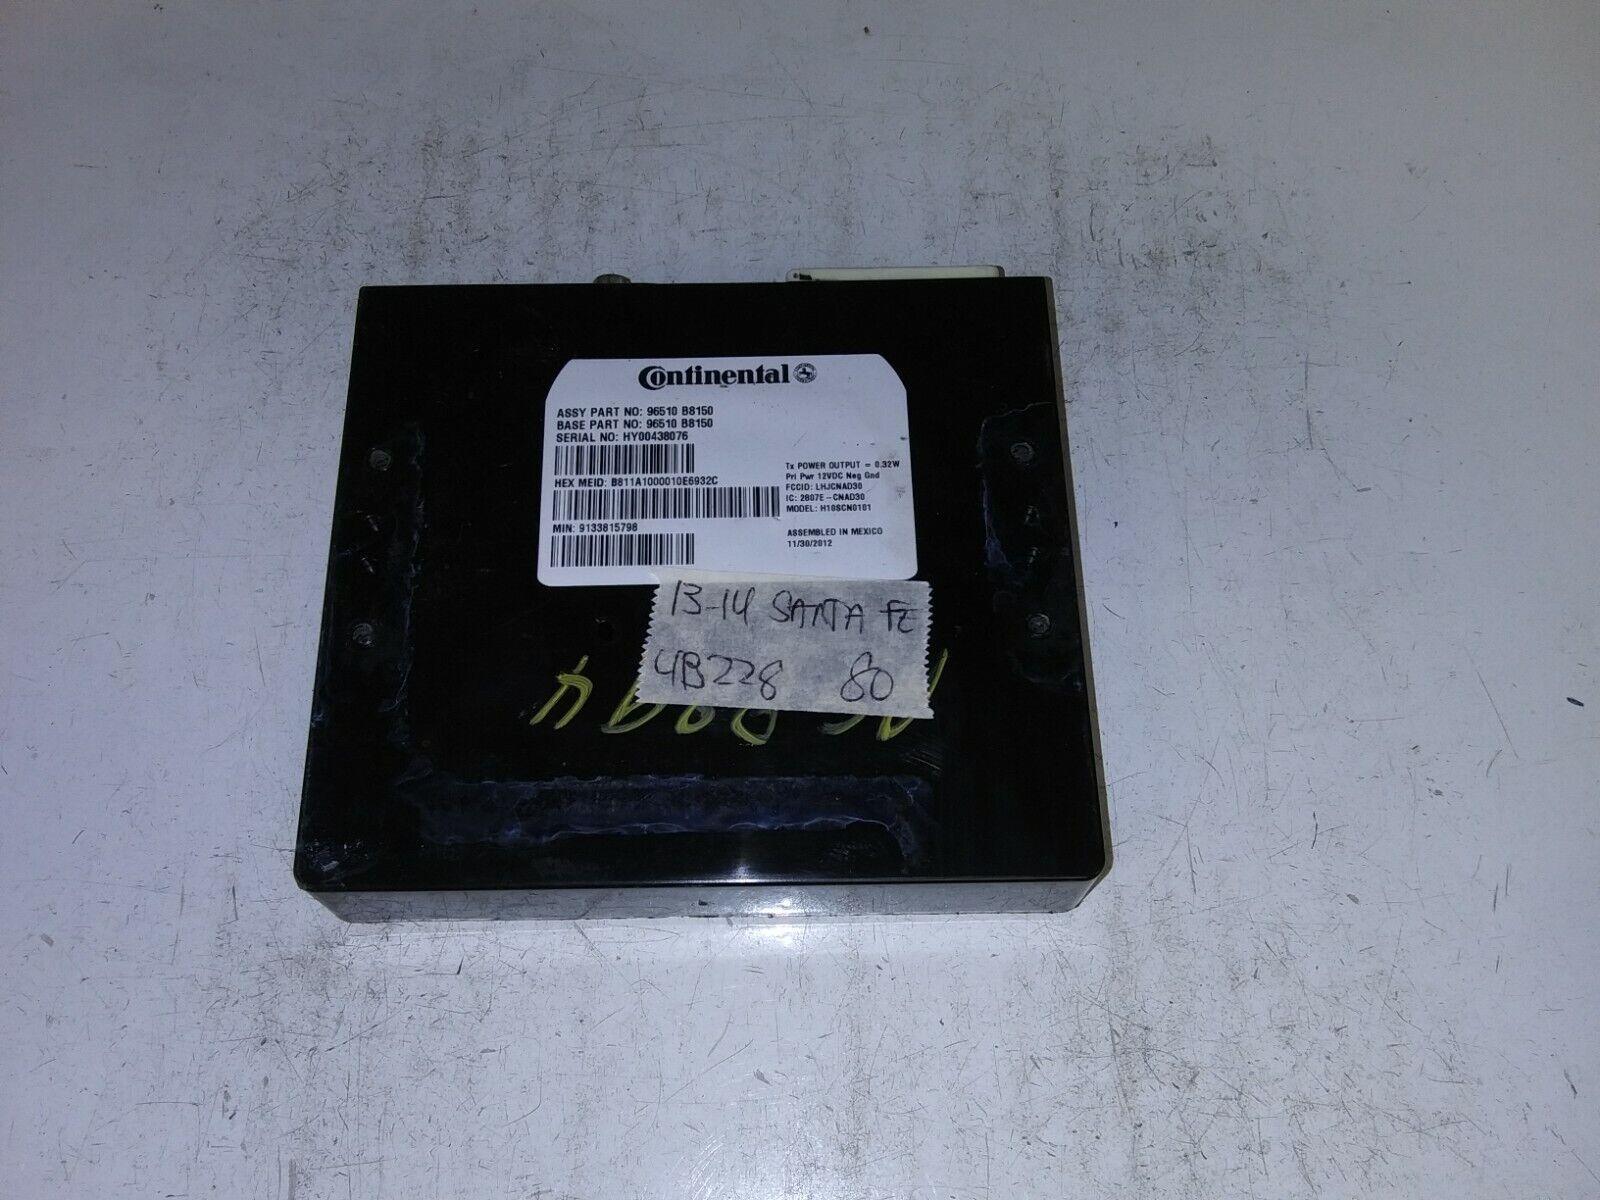 Continental
ASSY PART NO: 96510 B8150
BASE PART NO: 96510 B8150
SERIAL NO: HY00438076
HEX MEID: B811A1000010E6932C
MIN: 9133815798
Tx POWER OUTPUT = 0.32W
Pri Pwr 12VDC Neg Gnd
FCCID: LHJCNAD30
IC: 2807E-CNAD30
MODEL: H10SCN0101
ASSEMBLED IN MEXICO
11/30/2012
13-14 SANTA FE
4B228 80